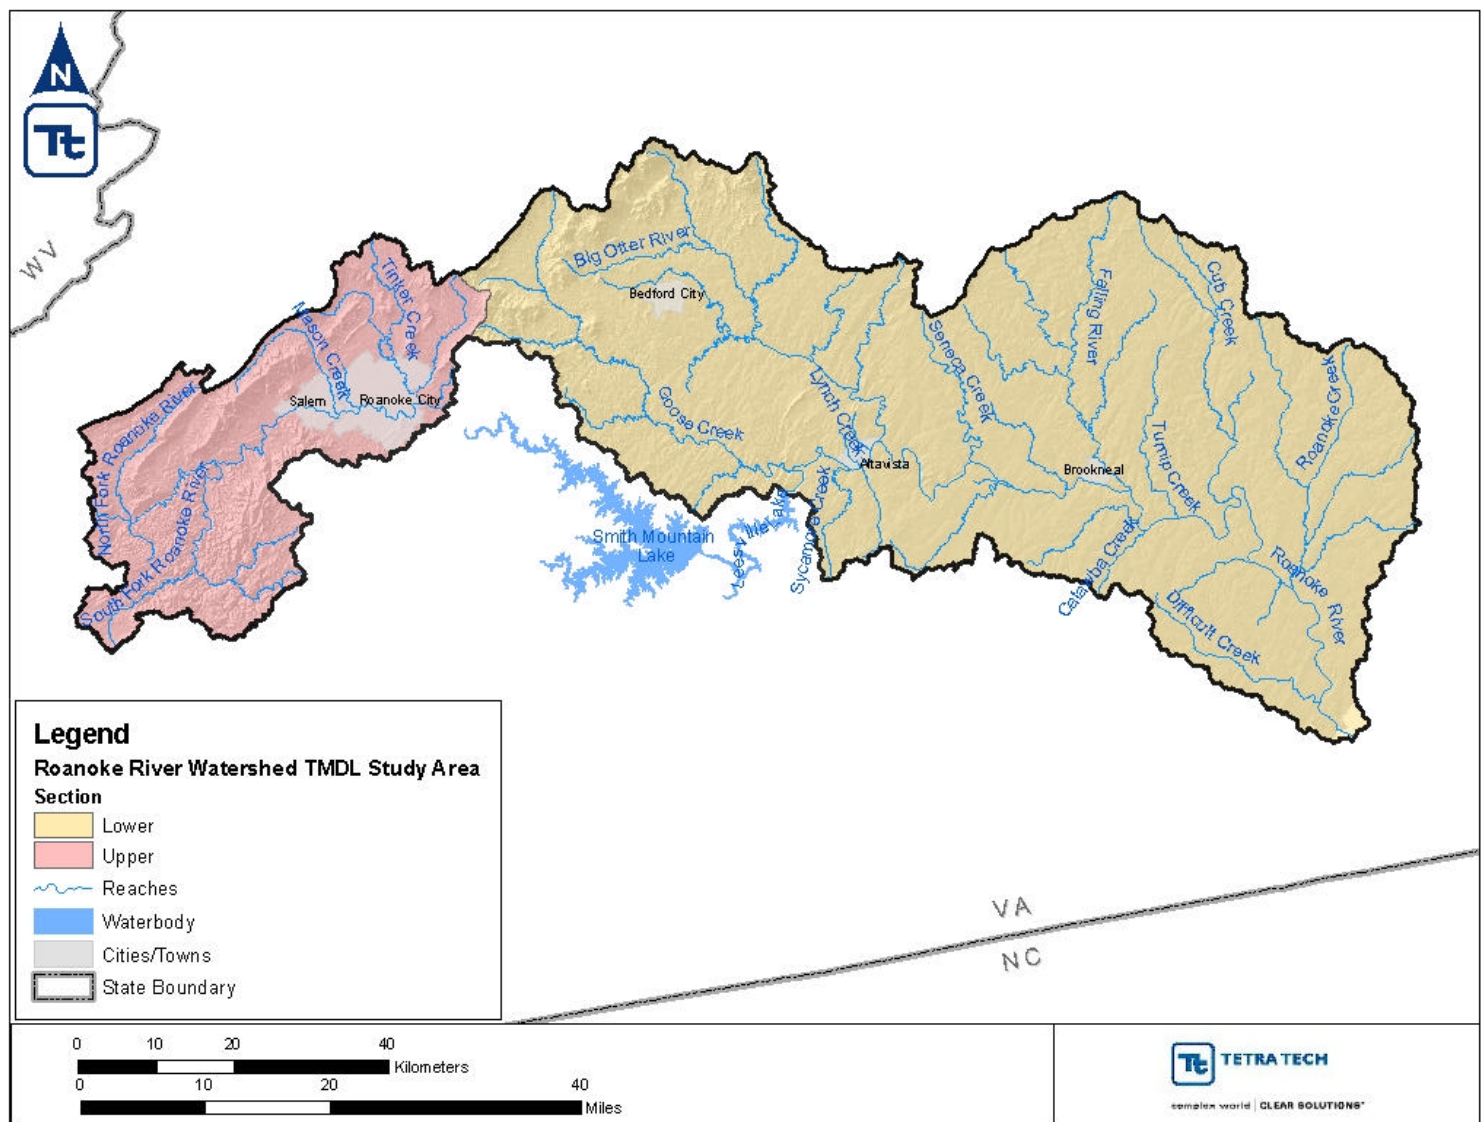 N
Tt
WV
Tinker Creek
Mason Creek
Salem
Roanoke City
North Fork Roanoke River
South Fork Roanoke River
Big Otter River
Bedford City
Goose Creek
Lynch Creek
Altavista
Seneca Creek
Falling River
Cub Creek
Roanoke Creek
Turnip Creek
Brookneal
Smith Mountain
Lake
Leesville Lake
Sycamore Creek
Catawba Creek
Difficult Creek
Roanoke River
VA
NC
Legend
Roanoke River Watershed TMDL Study Area
Section
Lower
Upper
Reaches
Waterbody
Cities/Towns
State Boundary
0 10 20 40
Kilometers
0 10 20 40
Miles
Tt TETRA TECH
complex world | CLEAR SOLUTIONS™